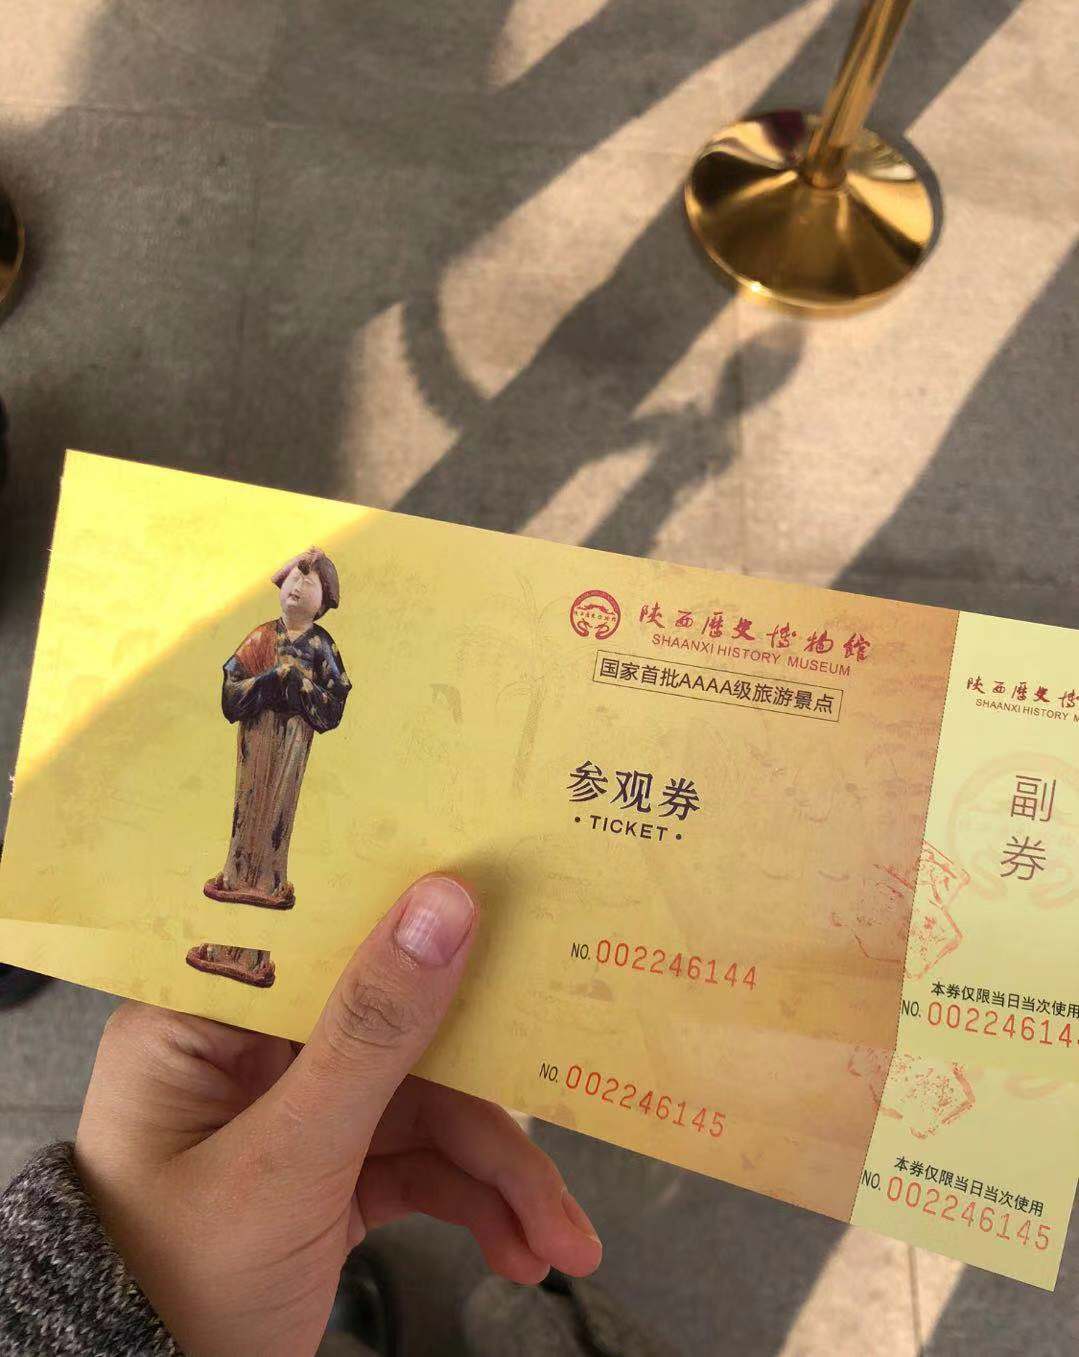 陕西历史博物馆
SHAANXI HISTORY MUSEUM
国家首批AAAA级旅游景点
参观券
• TICKET •
NO. 002246144
NO. 002246145
陕西历史博
SHAANXI HISTORY
副
券
本券仅限当日当次使用
NO. 00224614
本券仅限当日当次使用
NO. 002246145